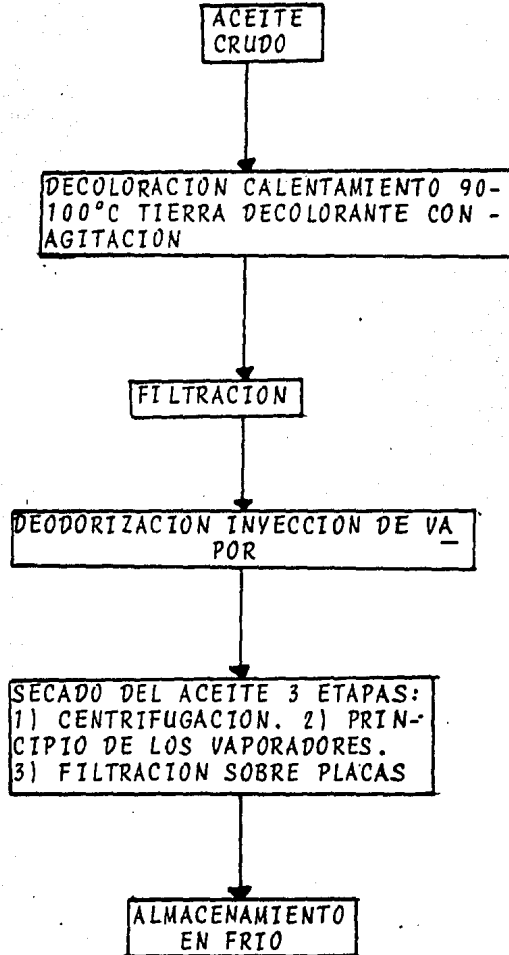 ACEITE
CRUDO
DECOLORACION CALENTAMIENTO 90-
100°C TIERRA DECOLORANTE CON -
AGITACION
FILTRACION
DEODORIZACION INYECCION DE VA
POR
SECADO DEL ACEITE 3 ETAPAS:
1) CENTRIFUGACION. 2) PRIN-
CIPIO DE LOS VAPORADORES.
3) FILTRACION SOBRE PLACAS
ALMACENAMIENTO
EN FRIO